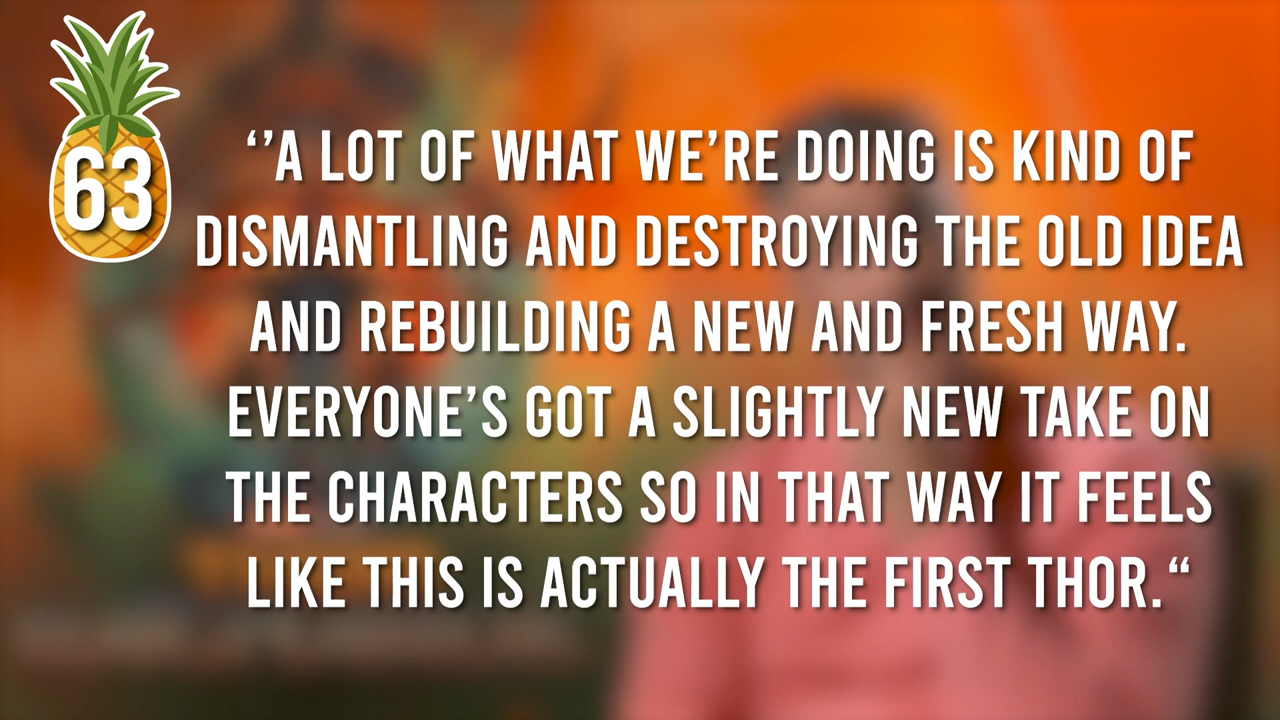 63
‘’A LOT OF WHAT WE’RE DOING IS KIND OF
DISMANTLING AND DESTROYING THE OLD IDEA
AND REBUILDING A NEW AND FRESH WAY.
EVERYONE’S GOT A SLIGHTLY NEW TAKE ON
THE CHARACTERS SO IN THAT WAY IT FEELS
LIKE THIS IS ACTUALLY THE FIRST THOR.“